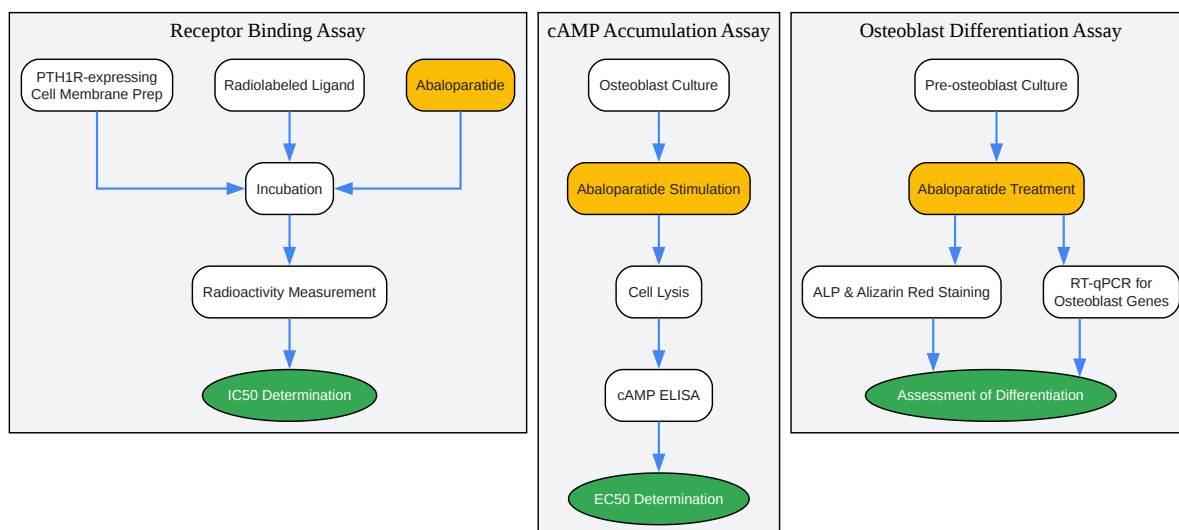 Receptor Binding Assay
PTH1R-expressing
Cell Membrane Prep
Radiolabeled Ligand
Abaloparatide
Incubation
Radioactivity Measurement
IC50 Determination
cAMP Accumulation Assay
Osteoblast Culture
Abaloparatide Stimulation
Cell Lysis
cAMP ELISA
EC50 Determination
Osteoblast Differentiation Assay
Pre-osteoblast Culture
Abaloparatide Treatment
ALP & Alizarin Red Staining
RT-qPCR for
Osteoblast Genes
Assessment of Differentiation